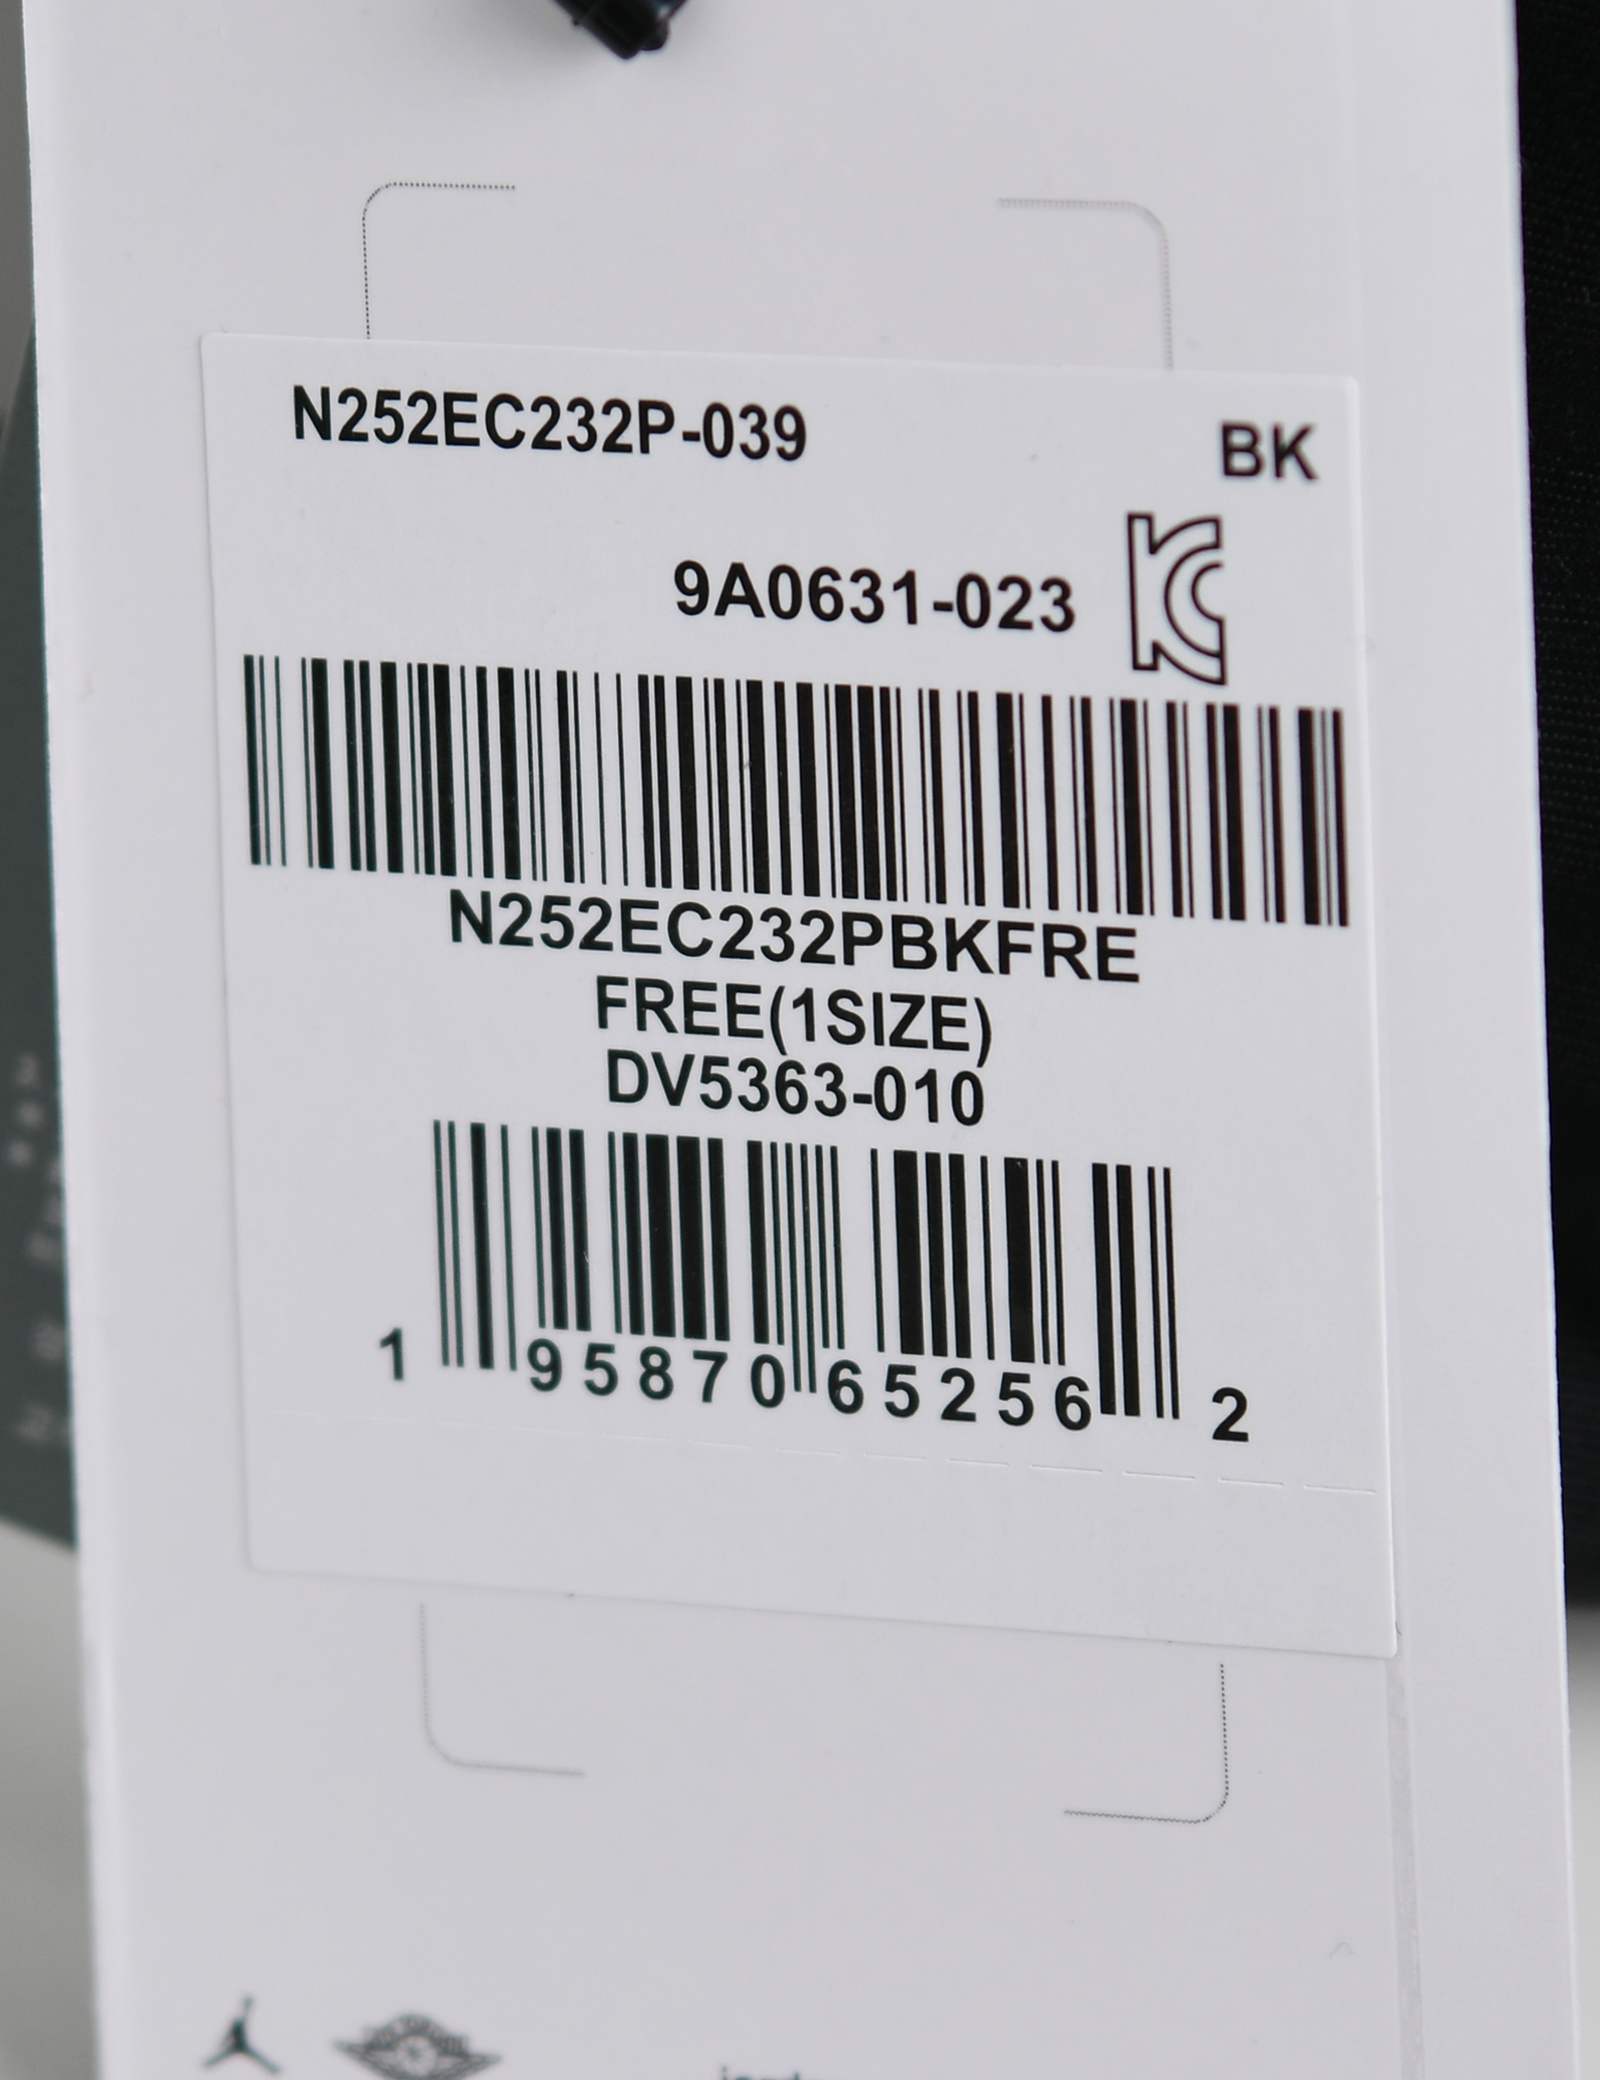 N252EC232P-039 BK
9A0631-023
N252EC232PBKFRE
FREE(1SIZE)
DV5363-010
1 95870 65256 2